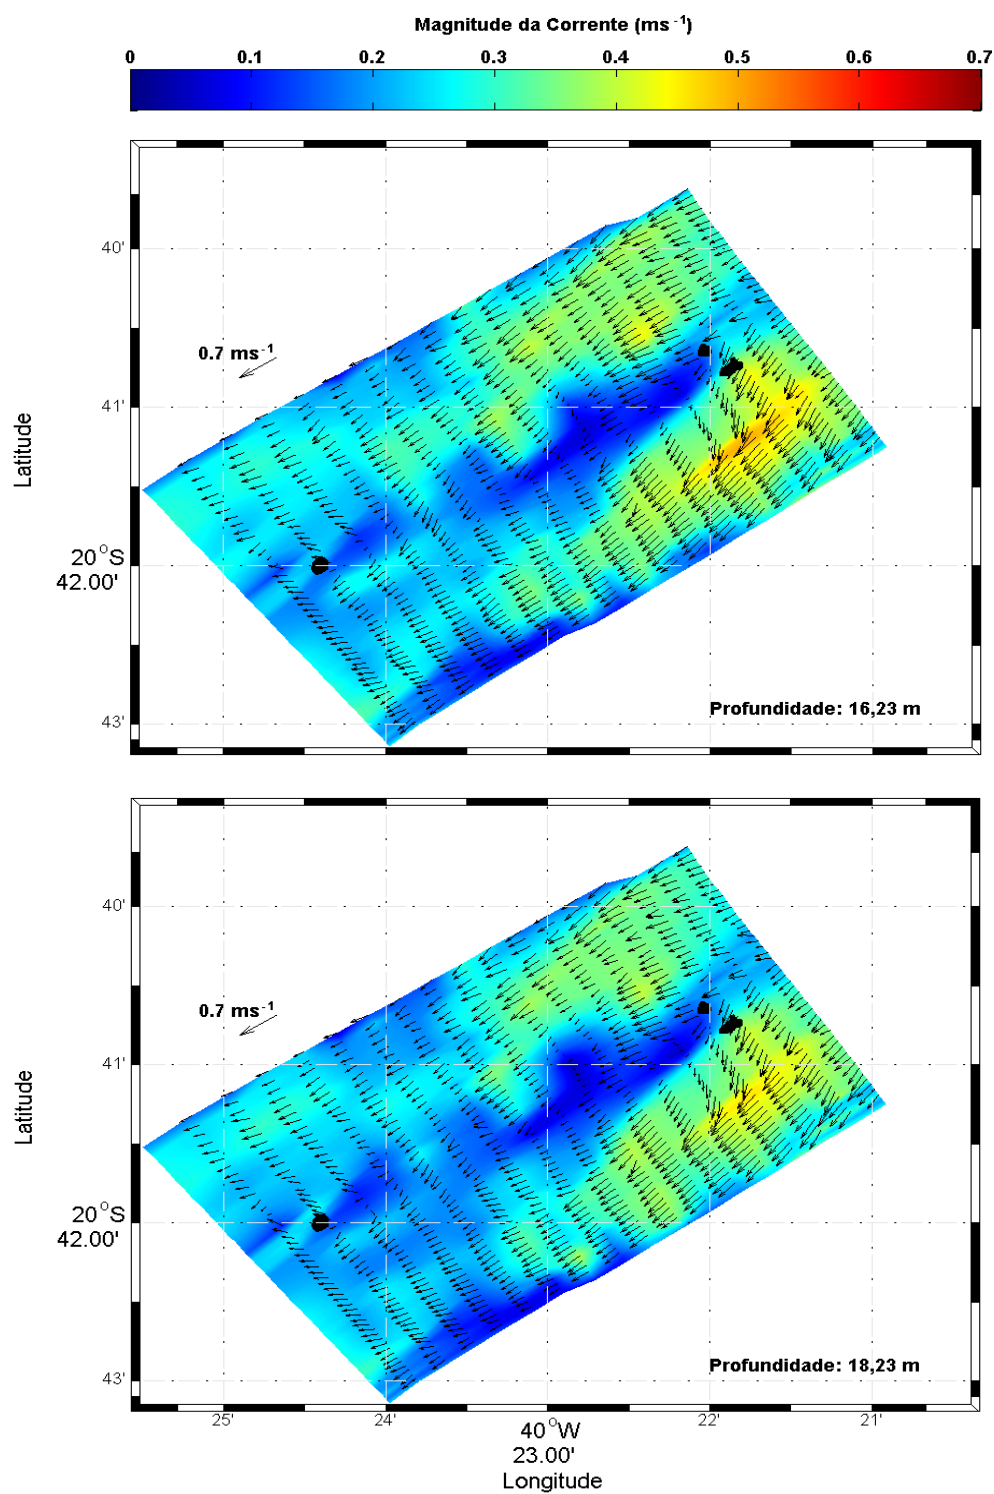 Magnitude da Corrente (ms⁻¹)
0 0.1 0.2 0.3 0.4 0.5 0.6 0.7
40'
0.7 ms⁻¹
41'
Latitude
20°S
42.00'
Profundidade: 16,23 m
43'
40'
0.7 ms⁻¹
41'
Latitude
20°S
42.00'
Profundidade: 18,23 m
43'
25' 24' 40°W 22' 21'
23.00'
Longitude